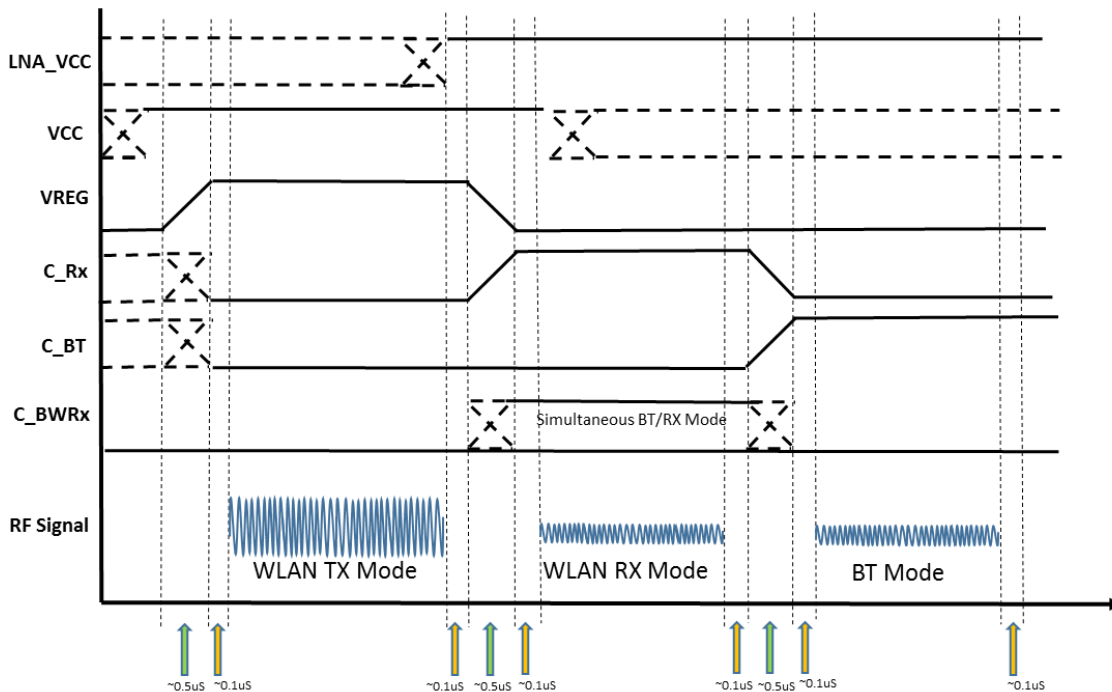 LNA_VCC
VCC
VREG
C_Rx
C_BT
C_BWRx
Simultaneous BT/RX Mode
RF Signal
WLAN TX Mode
WLAN RX Mode
BT Mode
~0.5uS
~0.1uS
~0.1uS
~0.5uS
~0.1uS
~0.1uS
~0.5uS
~0.1uS
~0.1uS